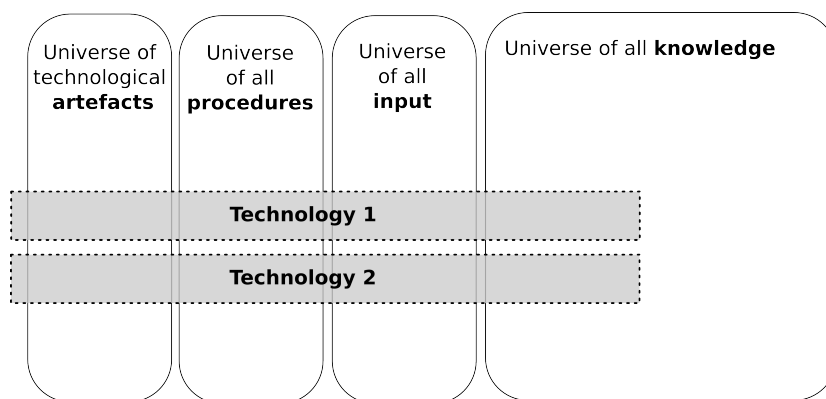 Universe of
technological
artefacts
Universe
of all
procedures
Universe
of all
input
Universe of all knowledge
Technology 1
Technology 2